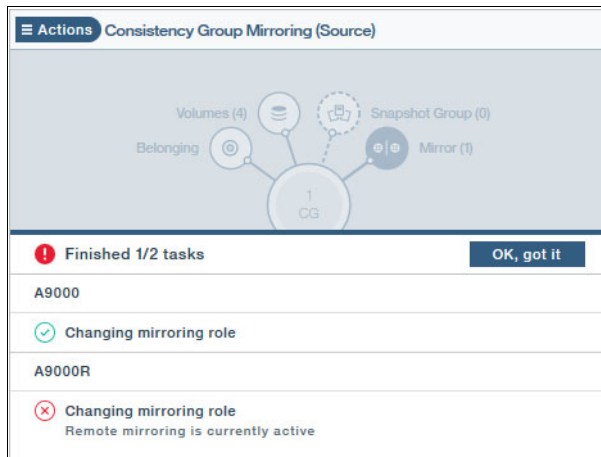 Actions Consistency Group Mirroring (Source)
Volumes (4) Snapshot Group (0)
Belonging Mirror (1)
1
CG
Finished 1/2 tasks OK, got it
A9000
Changing mirroring role
A9000R
Changing mirroring role
Remote mirroring is currently active